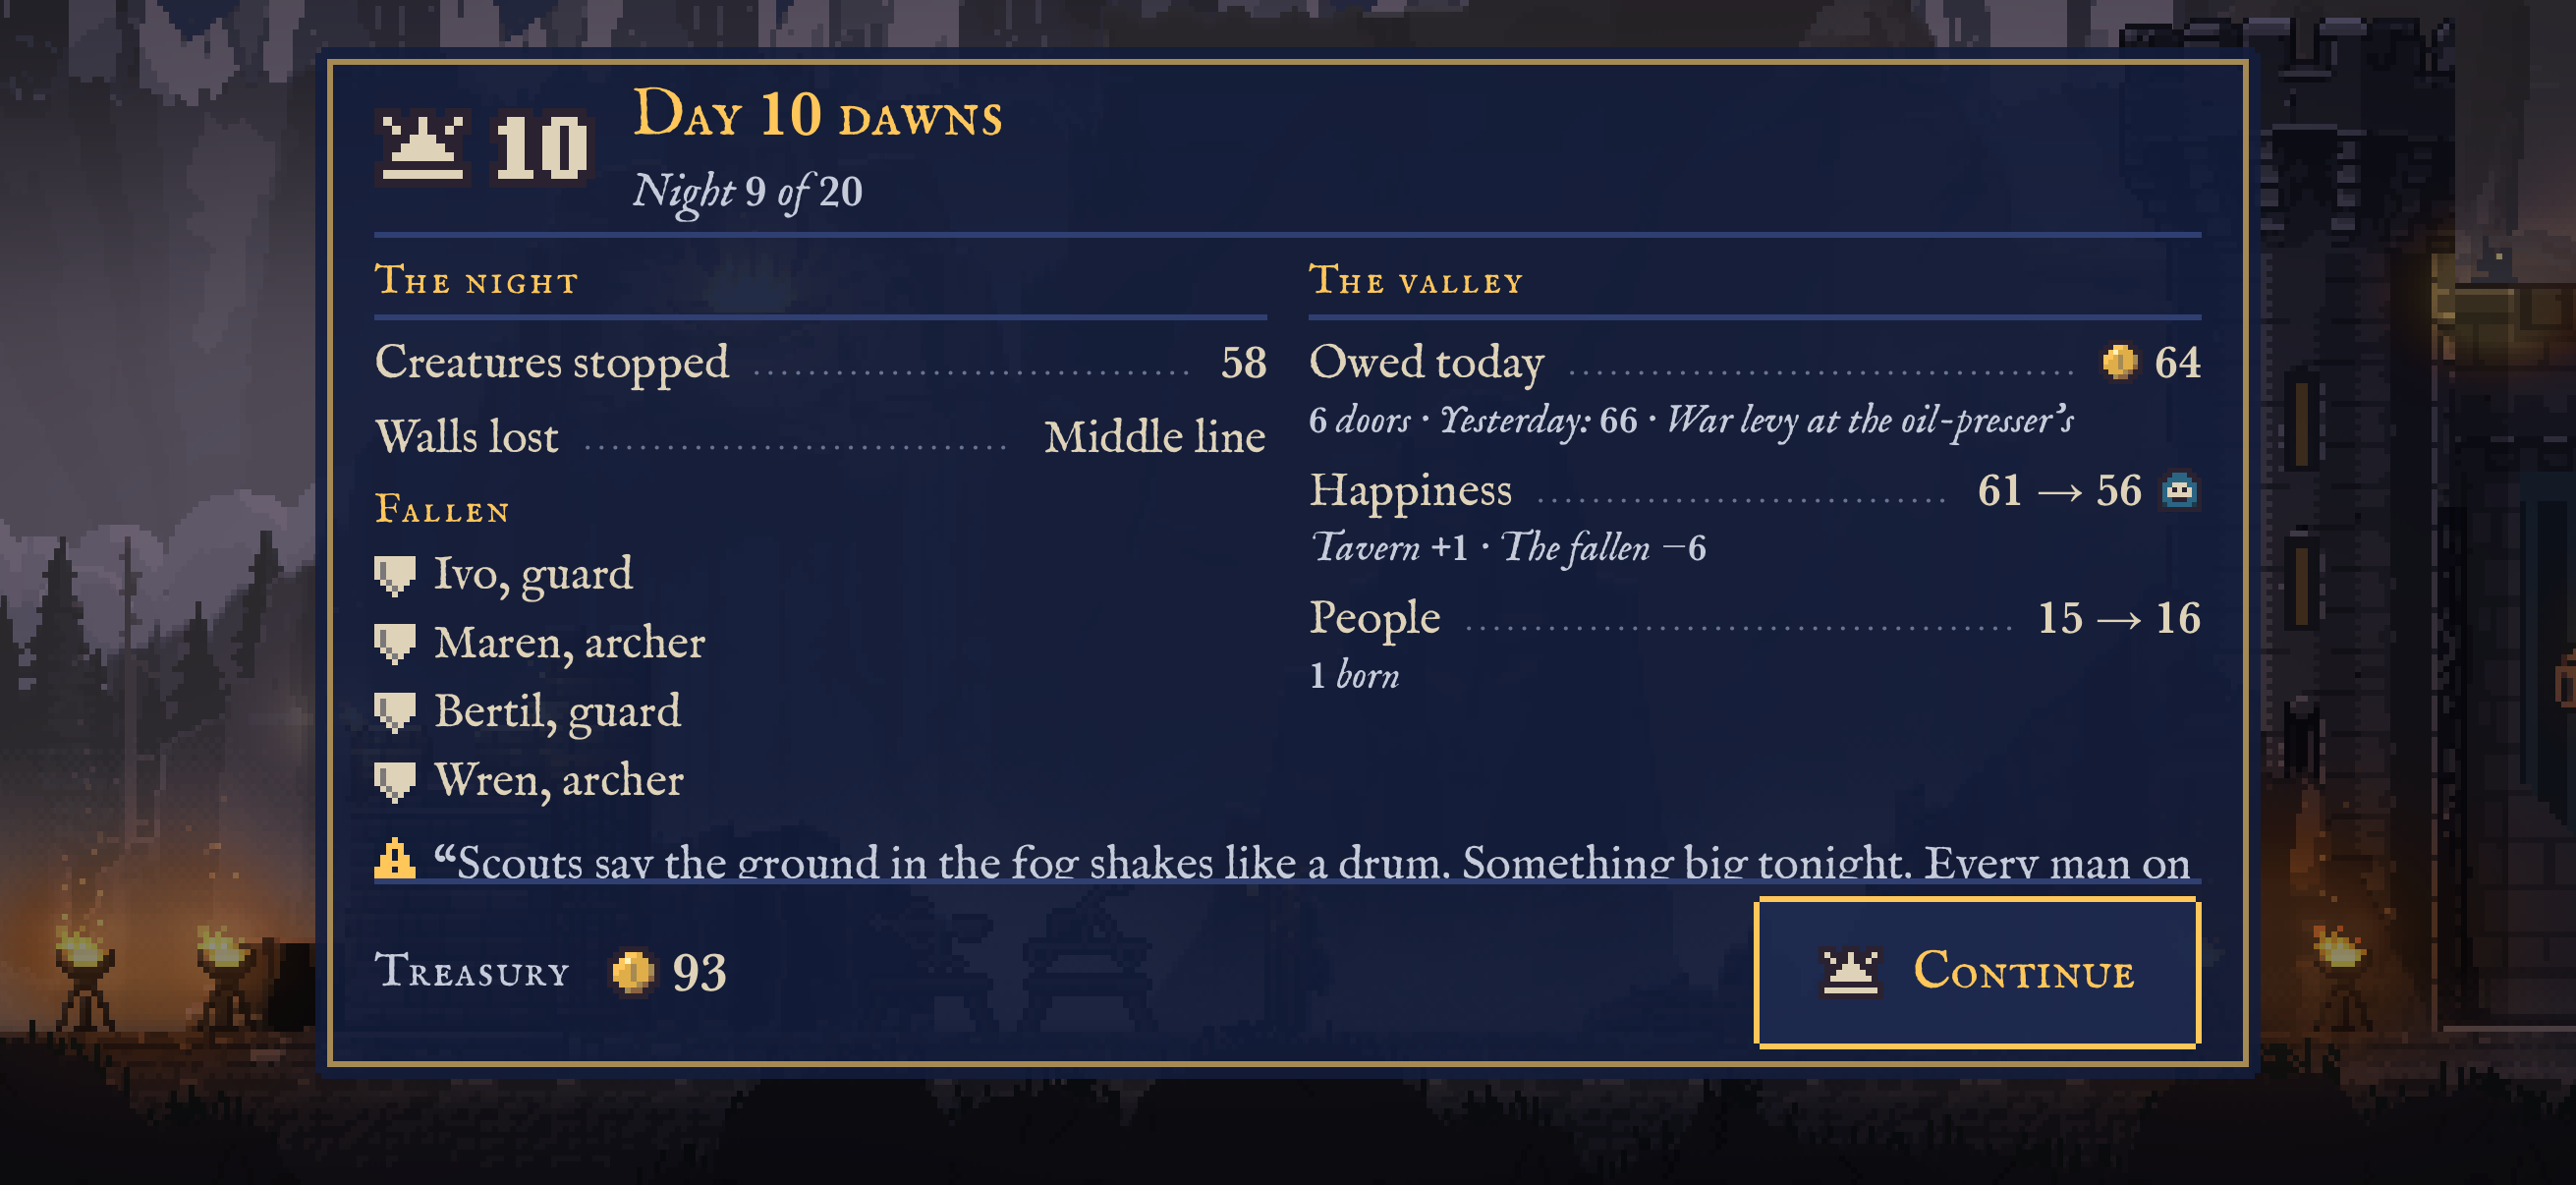 10
Day 10 dawns
Night 9 of 20
The night
Creatures stopped 58
Walls lost Middle line
Fallen
Ivo, guard
Maren, archer
Bertil, guard
Wren, archer
The valley
Owed today 64
6 doors · Yesterday: 66 · War levy at the oil-presser's
Happiness 61 → 56
Tavern +1 · The fallen −6
People 15 → 16
1 born
“Scouts say the ground in the fog shakes like a drum. Something big tonight. Every man on
Treasury 93
Continue